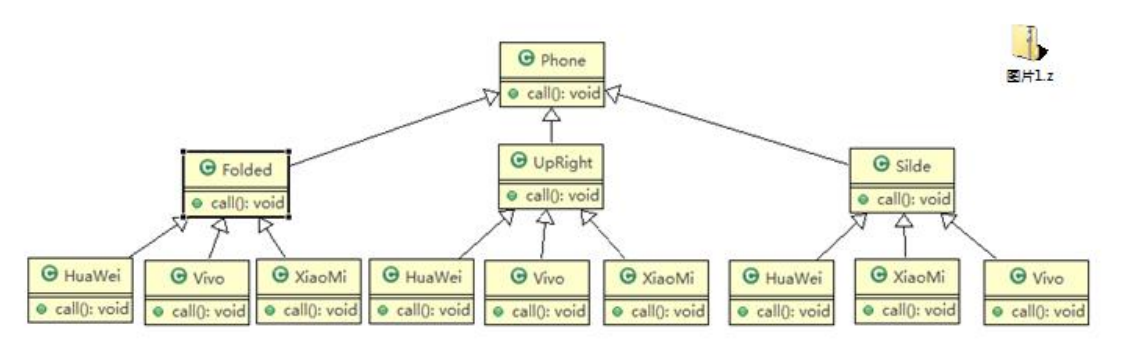 Phone
call(): void
图片1.z
Folded
call(): void
UpRight
call(): void
Silde
call(): void
HuaWei
call(): void
Vivo
call(): void
XiaoMi
call(): void
HuaWei
call(): void
Vivo
call(): void
XiaoMi
call(): void
HuaWei
call(): void
XiaoMi
call(): void
Vivo
call(): void